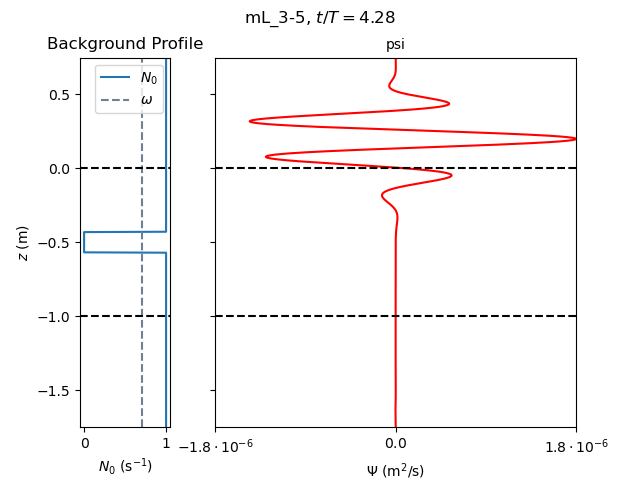 mL_3-5, t/T = 4.28
Background Profile
psi
N₀
ω
0.5
0.0
−0.5
−1.0
−1.5
z (m)
0
1
N₀ (s⁻¹)
−1.8 · 10⁻⁶
0.0
1.8 · 10⁻⁶
Ψ (m²/s)